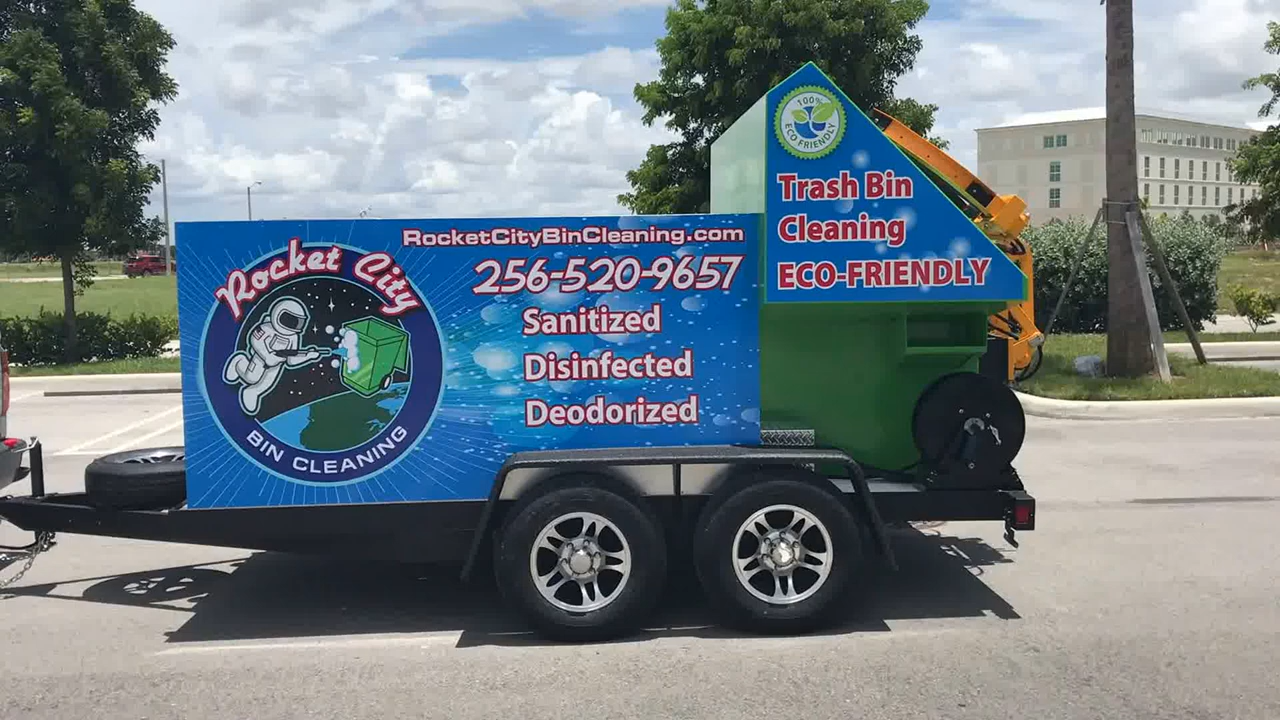 Rocket City
BIN CLEANING
RocketCityBinCleaning.com
256-520-9657
Sanitized
Disinfected
Deodorized
100%
ECO FRIENDLY
Trash Bin
Cleaning
ECO-FRIENDLY